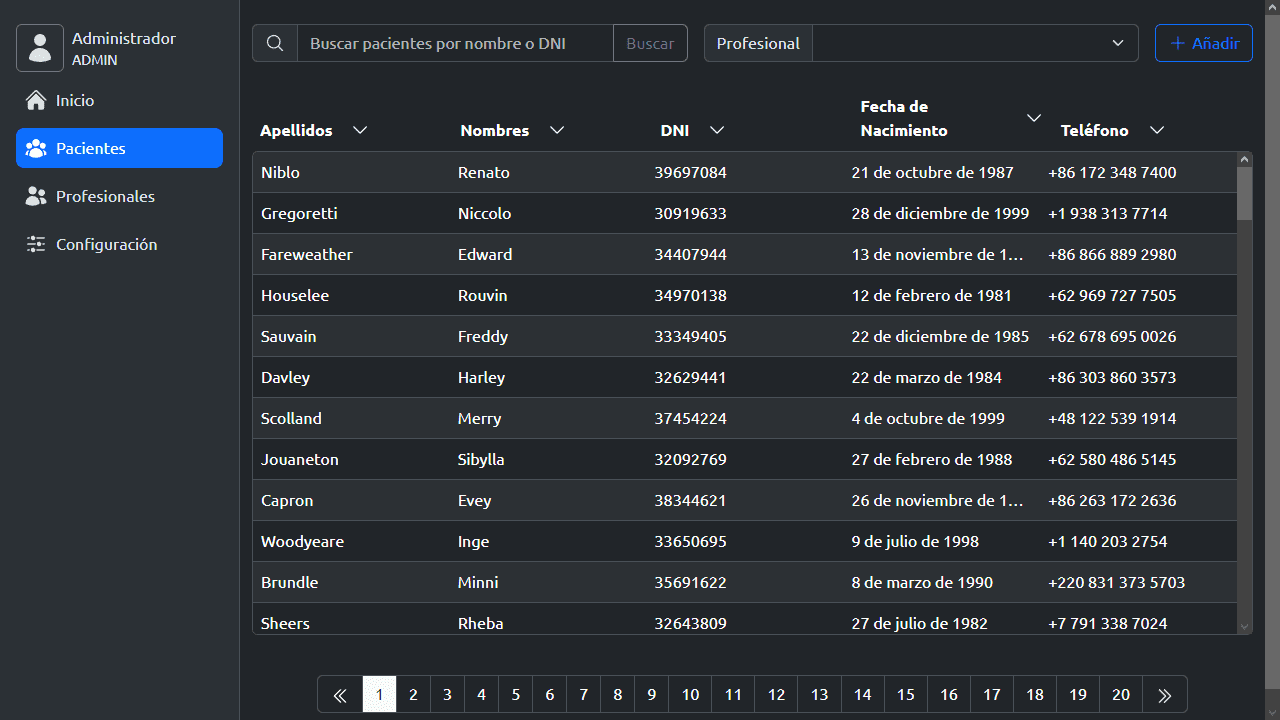 Administrador
ADMIN
Inicio
Pacientes
Profesionales
Configuración
Buscar pacientes por nombre o DNI Buscar Profesional Añadir
Apellidos Nombres DNI Fecha de Nacimiento Teléfono
Niblo Renato 39697084 21 de octubre de 1987 +86 172 348 7400
Gregoretti Niccolo 30919633 28 de diciembre de 1999 +1 938 313 7714
Fareweather Edward 34407944 13 de noviembre de 1... +86 866 889 2980
Houselee Rouvin 34970138 12 de febrero de 1981 +62 969 727 7505
Sauvain Freddy 33349405 22 de diciembre de 1985 +62 678 695 0026
Davley Harley 32629441 22 de marzo de 1984 +86 303 860 3573
Scolland Merry 37454224 4 de octubre de 1999 +48 122 539 1914
Jouaneton Sibylla 32092769 27 de febrero de 1988 +62 580 486 5145
Capron Evey 38344621 26 de noviembre de 1... +86 263 172 2636
Woodyeare Inge 33650695 9 de julio de 1998 +1 140 203 2754
Brundle Minni 35691622 8 de marzo de 1990 +220 831 373 5703
Sheers Rheba 32643809 27 de julio de 1982 +7 791 338 7024
« 1 2 3 4 5 6 7 8 9 10 11 12 13 14 15 16 17 18 19 20 »